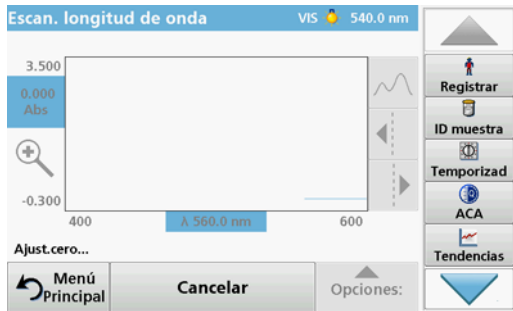 Escan. longitud de onda
VIS 540.0 nm
3.500
0.000
Abs
-0.300
400
λ 560.0 nm
600
Ajust.cero...
Menú
Principal
Cancelar
Opciones:
Registrar
ID muestra
Temporizad
ACA
Tendencias